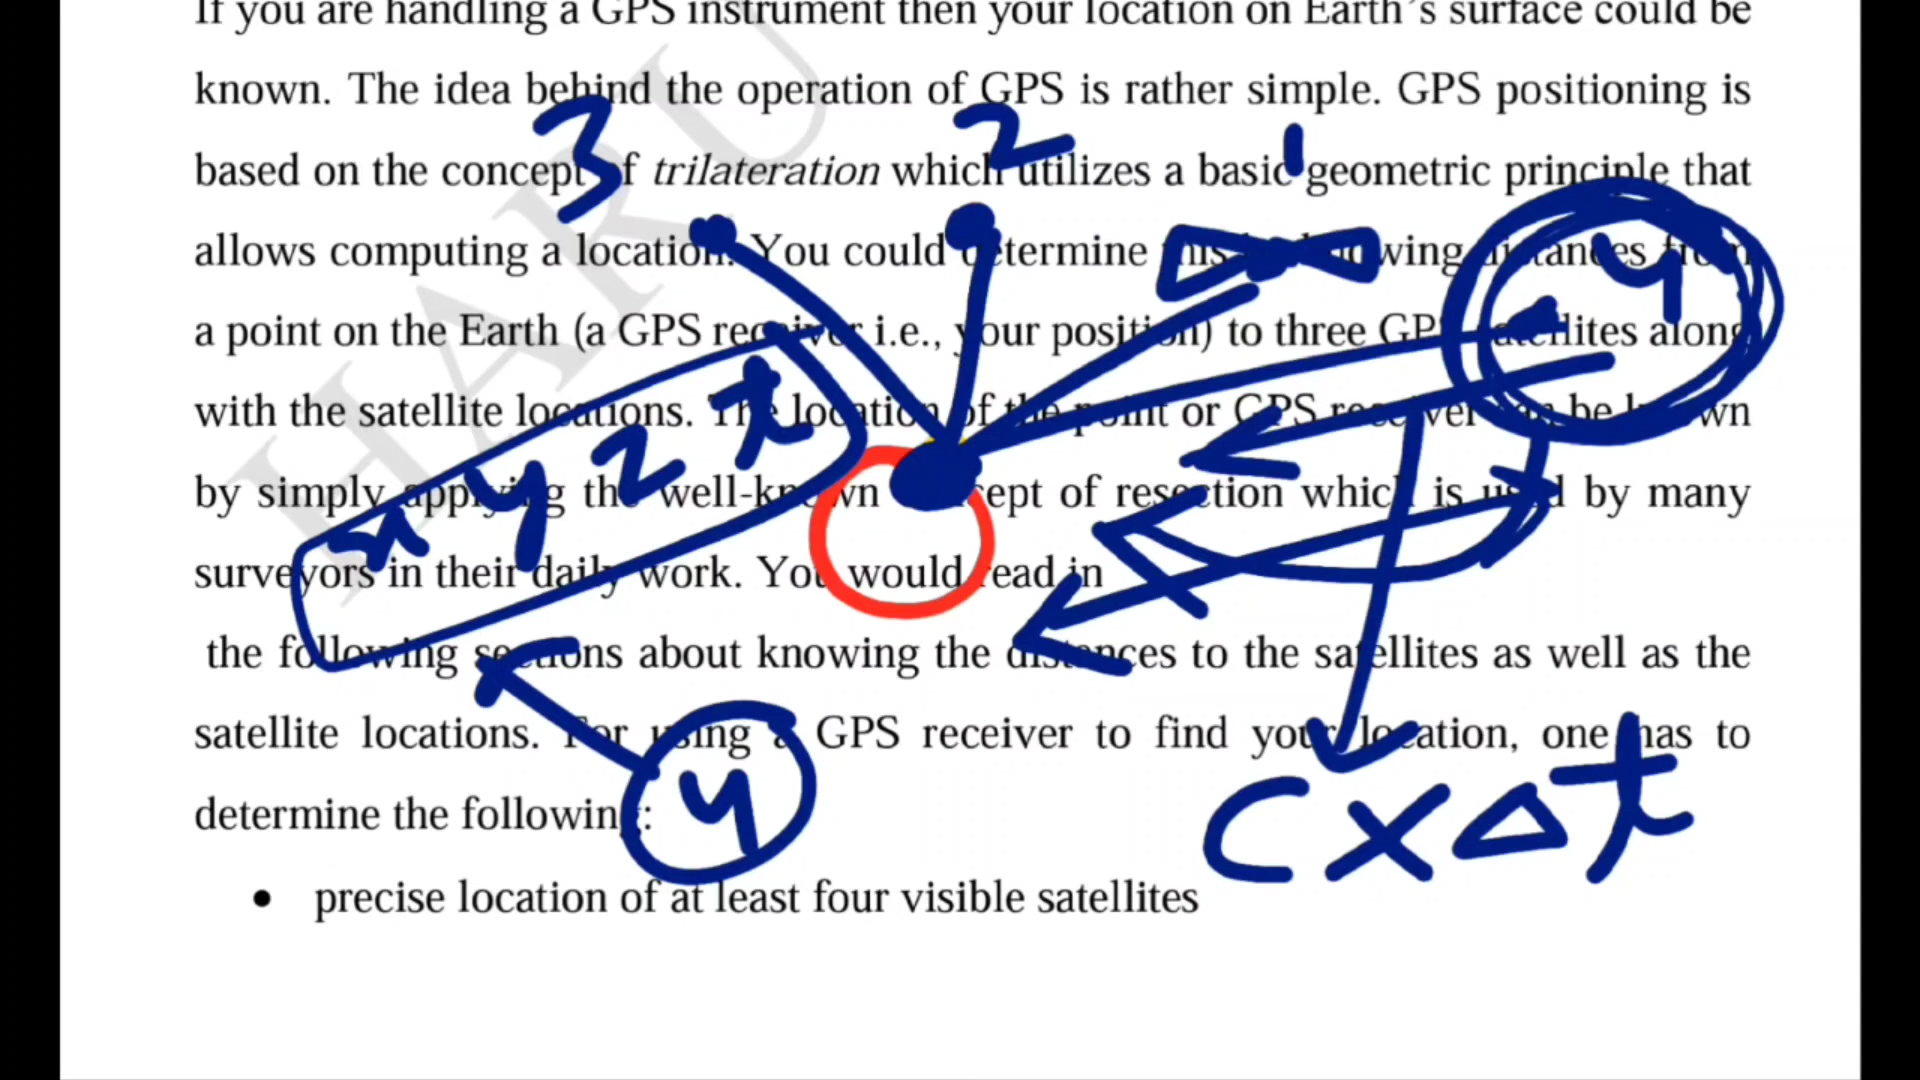 If you are handling a GPS instrument then your location on Earth's surface could be
known. The idea behind the operation of GPS is rather simple. GPS positioning is
based on the concept of trilateration which utilizes a basic geometric principle that
allows computing a location. You could determine this by knowing distances from
a point on the Earth (a GPS receiver i.e., your position) to three GPS satellites along
with the satellite locations. The location of the point or GPS receiver can be known
by simply applying the well-known concept of resection which is used by many
surveyors in their daily work. You would read in
the following sections about knowing the distances to the satellites as well as the
satellite locations. For using a GPS receiver to find your location, one has to
determine the following:
• precise location of at least four visible satellites
HARU
3
2
1
4
x y z t
4
C × Δt